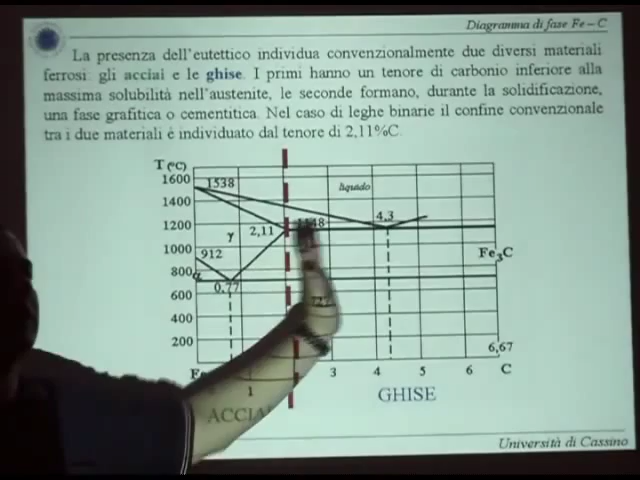 Diagramma di fase Fe – C
La presenza dell'eutettico individua convenzionalmente due diversi materiali
ferrosi: gli acciai e le ghise. I primi hanno un tenore di carbonio inferiore alla
massima solubilità nell'austenite, le seconde formano, durante la solidificazione,
una fase grafitica o cementitica. Nel caso di leghe binarie il confine convenzionale
tra i due materiali è individuato dal tenore di 2,11%C.
T (°C)
1600
1538
liquido
1400
4,3
1200
2,11
1148
γ
1000
912
Fe3C
800
α
0,77
600
400
200
6,67
Fe
1
3
4
5
6
C
GHISE
ACCIAI
Università di Cassino